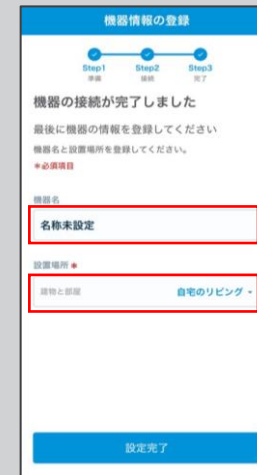 機器情報の登録
Step1
Step2
Step3
準備
接続
完了
機器の接続が完了しました
最後に機器の情報を登録してください
機器名と設置場所を登録してください。
*必須項目
機器名
名称未設定
設置場所 *
建物と部屋
自宅のリビング
設定完了